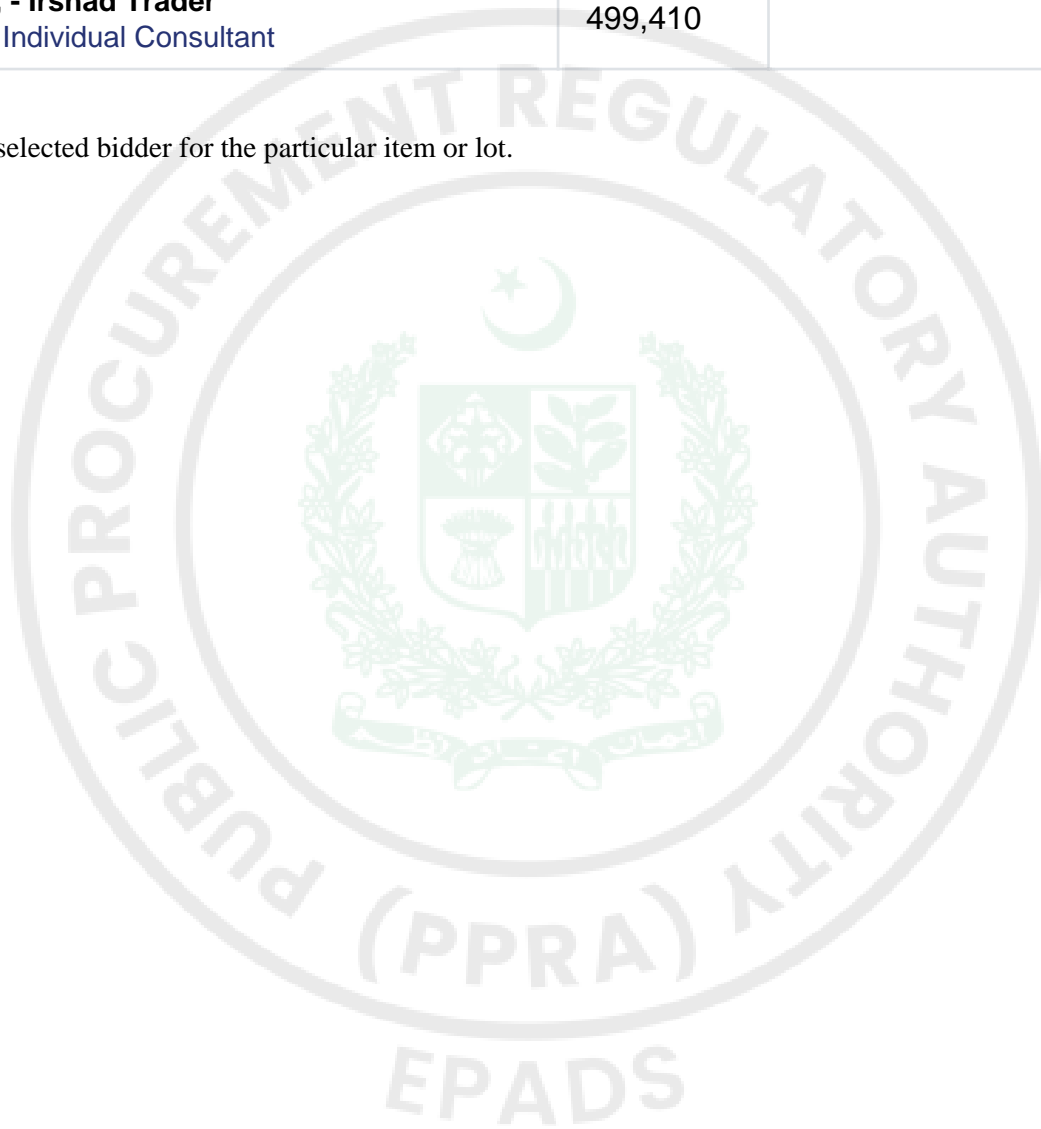 - Irshad Trader
Individual Consultant
499,410
selected bidder for the particular item or lot.
PUBLIC PROCUREMENT REGULATORY AUTHORITY
(PPRA)
EPADS